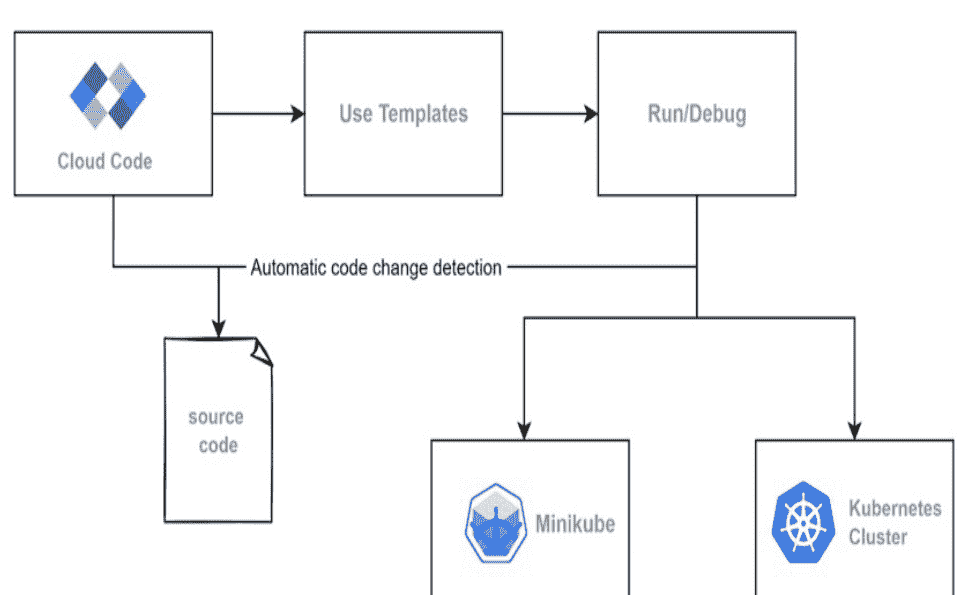 Cloud Code
Use Templates
Run/Debug
Automatic code change detection
source
code
Minikube
Kubernetes
Cluster